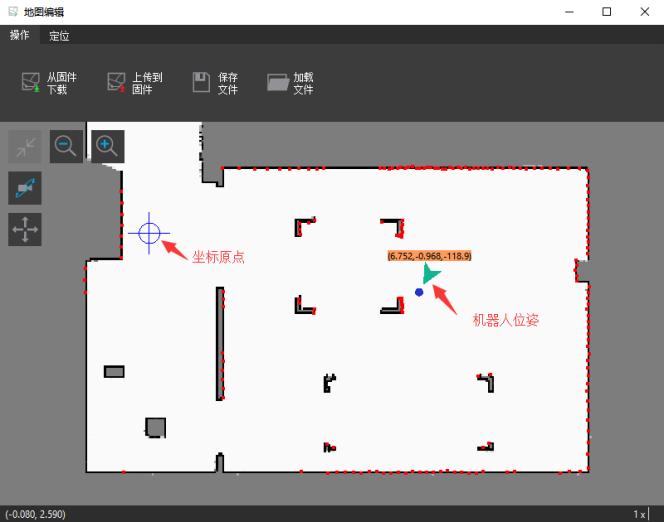 地图编辑
操作 定位
从固件
下载
上传到
固件
保存
文件
加载
文件
坐标原点
(6.752,-0.968,-118.9)
机器人位姿
(-0.080, 2.590)
1 x